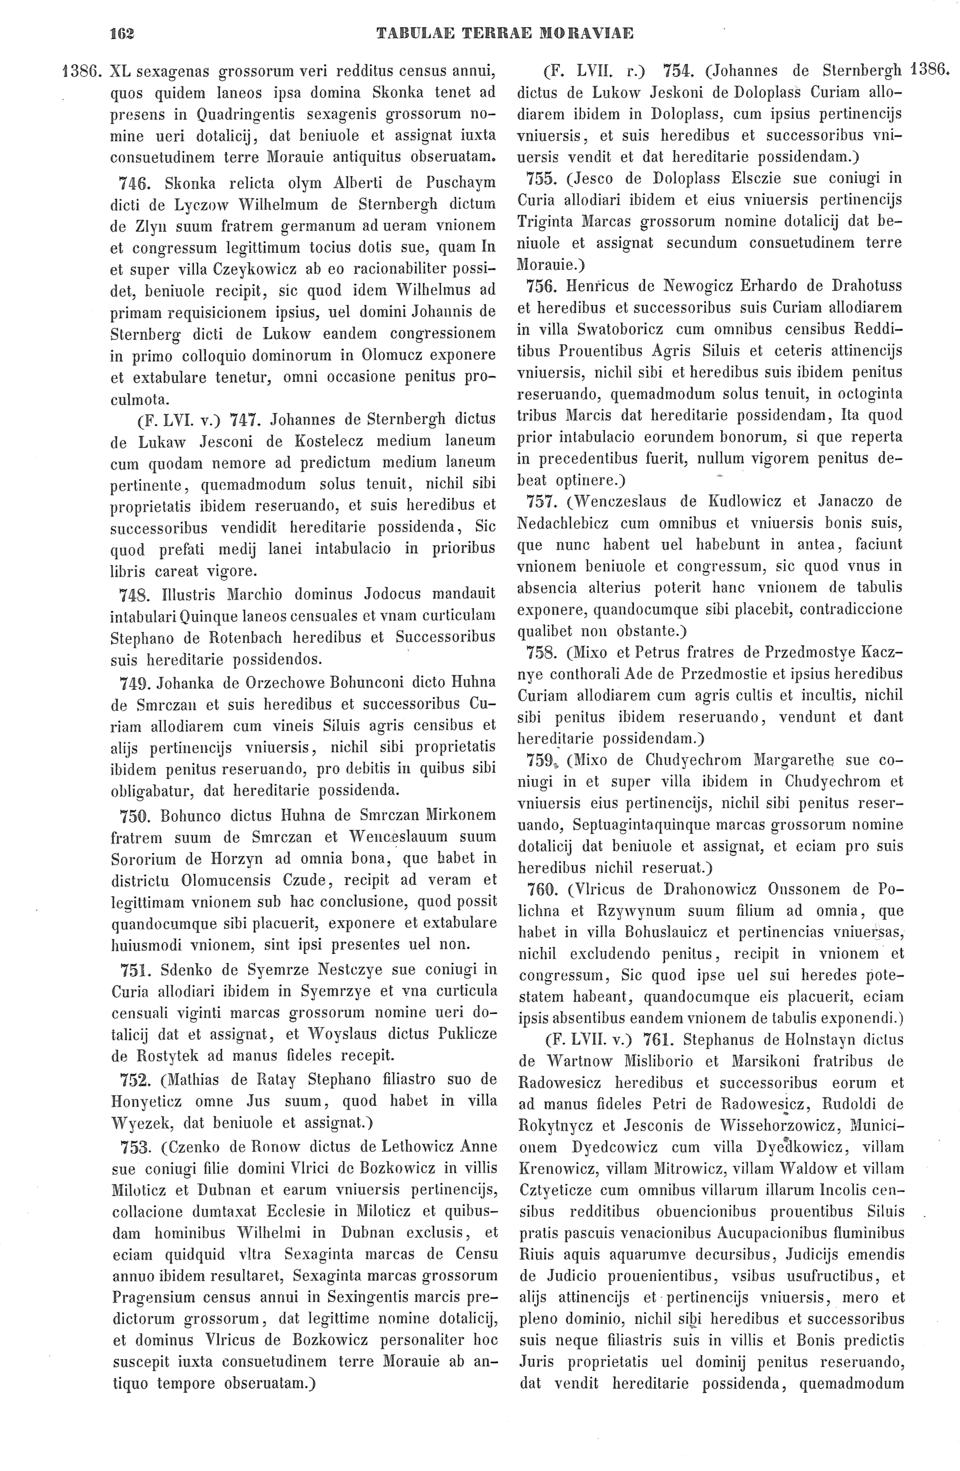 162 TABULAE TERRAE MORAVIAE
1386. XL sexagenas grossorum veri redditus census annui,
quos quidem laneos ipsa domina Skonka tenet ad
presens in Quadringentis sexagenis grossorum no-
mine ueri dotalicij, dat beniuole et assignat iuxta
consuetudinem terre Morauie antiquitus obseruatam.
746. Skonka relicta olym Alberti de Puschaym
dicti de Lyczow Wilhelmum de Sternbergh dictum
de Zlyn suum fratrem germanum ad ueram vnionem
et congressum legittimum tocius dotis sue, quam In
et super villa Czeykowicz ab eo racionabiliter possi-
det, beniuole recipit, sic quod idem Wilhelmus ad
primam requisicionem ipsius, uel domini Johannis de
Sternberg dicti de Lukow eandem congressionem
in primo colloquio dominorum in Olomucz exponere
et extabulare tenetur, omni occasione penitus pro-
culmota.
(F. LVI. v.) 747. Johannes de Sternbergh dictus
de Lukaw Jesconi de Kostelecz medium laneum
cum quodam nemore ad predictum medium laneum
pertinente, quemadmodum solus tenuit, nichil sibi
proprietatis ibidem reseruando, et suis heredibus et
successoribus vendidit hereditarie possidenda, Sic
quod prefati medij lanei intabulacio in prioribus
libris careat vigore.
748. Illustris Marchio dominus Jodocus mandauit
intabulari Quinque laneos censuales et vnam curticulam
Stephano de Rotenbach heredibus et Successoribus
suis hereditarie possidendos.
749. Johanka de Orzechowe Bohunconi dicto Huhna
de Smrczan et suis heredibus et successoribus Cu-
riam allodiarem cum vineis Siluis agris censibus et
alijs pertinencijs vniuersis, nichil sibi proprietatis
ibidem penitus reseruando, pro debitis in quibus sibi
obligabatur, dat hereditarie possidenda.
750. Bohunco dictus Huhna de Smrczan Mirkonem
fratrem suum de Smrczan et Wenceslauum suum
Sororium de Horzyn ad omnia bona, que habet in
districtu Olomucensis Czude, recipit ad veram et
legittimam vnionem sub hac conclusione, quod possit
quandocumque sibi placuerit, exponere et extabulare
huiusmodi vnionem, sint ipsi presentes uel non.
751. Sdenko de Syemrze Nestczye sue coniugi in
Curia allodiari ibidem in Syemrzye et vna curticula
censuali viginti marcas grossorum nomine ueri do-
talicij dat et assignat, et Woyslaus dictus Puklicze
de Rostytek ad manus fideles recepit.
752. (Mathias de Ratay Stephano filiastro suo de
Honyeticz omne Jus suum, quod habet in villa
Wyezek, dat beniuole et assignat.)
753. (Czenko de Ronow dictus de Lethowicz Anne
sue coniugi filie domini Vlrici de Bozkowicz in villis
Miloticz et Dubnan et earum vniuersis pertinencijs,
collacione dumtaxat Ecclesie in Miloticz et quibus-
dam hominibus Wilhelmi in Dubnan exclusis, et
eciam quidquid vltra Sexaginta marcas de Censu
annuo ibidem resultaret, Sexaginta marcas grossorum
Pragensium census annui in Sexingentis marcis pre-
dictorum grossorum, dat legittime nomine dotalicij,
et dominus Vlricus de Bozkowicz personaliter hoc
suscepit iuxta consuetudinem terre Morauie ab an-
tiquo tempore obseruatam.)
(F. LVII. r.) 754. (Johannes de Sternbergh 1386.
dictus de Lukow Jeskoni de Doloplass Curiam allo-
diarem ibidem in Doloplass, cum ipsius pertinencijs
vniuersis, et suis heredibus et successoribus vni-
uersis vendit et dat hereditarie possidendam.)
755. (Jesco de Doloplass Elsczie sue coniugi in
Curia allodiari ibidem et eius vniuersis pertinencijs
Triginta Marcas grossorum nomine dotalicij dat be-
niuole et assignat secundum consuetudinem terre
Morauie.)
756. Henricus de Newogicz Erhardo de Drahotuss
et heredibus et successoribus suis Curiam allodiarem
in villa Swatoboricz cum omnibus censibus Reddi-
tibus Prouentibus Agris Siluis et ceteris attinencijs
vniuersis, nichil sibi et heredibus suis ibidem penitus
reseruando, quemadmodum solus tenuit, in octoginta
tribus Marcis dat hereditarie possidendam, Ita quod
prior intabulacio eorundem bonorum, si que reperta
in precedentibus fuerit, nullum vigorem penitus de-
beat optinere.)
757. (Wenczeslaus de Kudlowicz et Janaczo de
Nedachlebicz cum omnibus et vniuersis bonis suis,
que nunc habent uel habebunt in antea, faciunt
vnionem beniuole et congressum, sic quod vnus in
absencia alterius poterit hanc vnionem de tabulis
exponere, quandocumque sibi placebit, contradiccione
qualibet non obstante.)
758. (Mixo et Petrus fratres de Przedmostye Kacz-
nye conthorali Ade de Przedmostie et ipsius heredibus
Curiam allodiarem cum agris cultis et incultis, nichil
sibi penitus ibidem reseruando, vendunt et dant
hereditarie possidendam.)
759. (Mixo de Chudyechrom Margarethe sue co-
niugi in et super villa ibidem in Chudyechrom et
vniuersis eius pertinencijs, nichil sibi penitus reser-
uando, Septuagintaquinque marcas grossorum nomine
dotalicij dat beniuole et assignat, et eciam pro suis
heredibus nichil reseruat.)
760. (Vlricus de Drahonowicz Onssonem de Po-
lichna et Rzywynum suum filium ad omnia, que
habet in villa Bohuslauicz et pertinencias vniuersas,
nichil excludendo penitus, recipit in vnionem et
congressum, Sic quod ipse uel sui heredes pote-
statem habeant, quandocumque eis placuerit, eciam
ipsis absentibus eandem vnionem de tabulis exponendi.)
(F. LVII. v.) 761. Stephanus de Holnstayn dictus
de Wartnow Misliborio et Marsikoni fratribus de
Radowesicz heredibus et successoribus eorum et
ad manus fideles Petri de Radowesicz, Rudoldi de
Rokytnycz et Jesconis de Wissehorzowicz, Munici-
onem Dyedcowicz cum villa Dyedkowicz, villam
Krenowicz, villam Mitrowicz, villam Waldow et villam
Cztyeticze cum omnibus villarum illarum Incolis cen-
sibus redditibus obuencionibus prouentibus Siluis
pratis pascuis venacionibus Aucupacionibus fluminibus
Riuis aquis aquarumve decursibus, Judicijs emendis
de Judicio prouenientibus, vsibus usufructibus, et
alijs attinencijs et pertinencijs vniuersis, mero et
pleno dominio, nichil sibi heredibus et successoribus
suis neque filiastris suis in villis et Bonis predictis
Juris proprietatis uel dominij penitus reseruando,
dat vendit hereditarie possidenda, quemadmodum